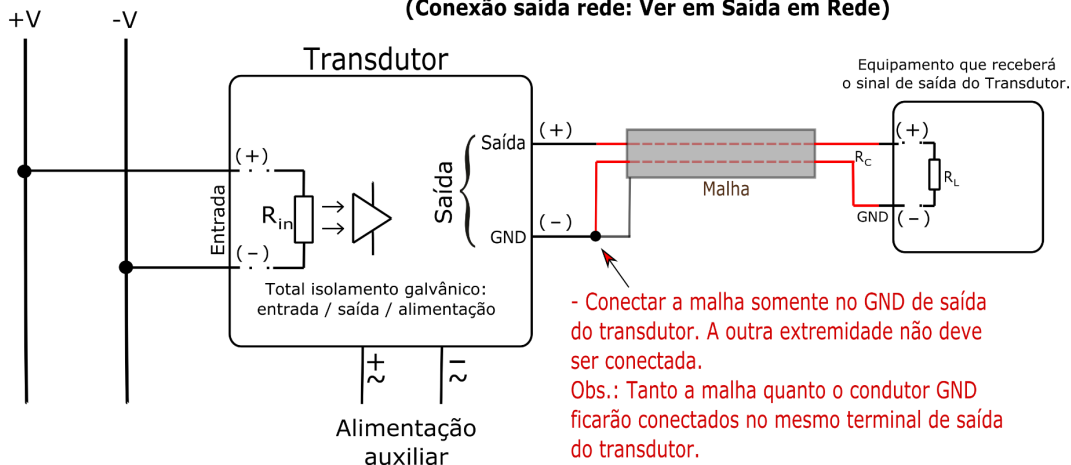 (Conexão saída rede: Ver em Saída em Rede)
+V
-V
Transdutor
Equipamento que receberá
o sinal de saída do Transdutor.
Entrada
(+)
Rin
(-)
Saída
Saída
(+)
GND
(-)
Malha
RC
(+)
RL
GND
(-)
Total isolamento galvânico:
entrada / saída / alimentação
+
~
-
~
Alimentação
auxiliar
- Conectar a malha somente no GND de saída
do transdutor. A outra extremidade não deve
ser conectada.
Obs.: Tanto a malha quanto o condutor GND
ficarão conectados no mesmo terminal de saída
do transdutor.